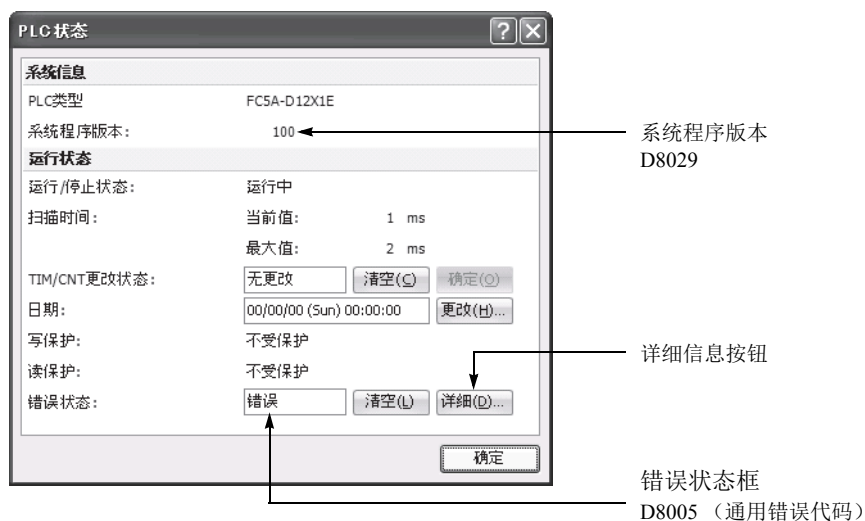 PLC状态
系统信息
PLC类型 FC5A-D12X1E
系统程序版本: 100
系统程序版本
D8029
运行状态
运行/停止状态: 运行中
扫描时间: 当前值: 1 ms
最大值: 2 ms
TIM/CNT更改状态: 无更改 清空(C) 确定(O)
日期: 00/00/00 (Sun) 00:00:00 更改(H)...
写保护: 不受保护
详细信息按钮
读保护: 不受保护
错误状态: 错误 清空(L) 详细(D)...
确定
错误状态框
D8005 （通用错误代码）